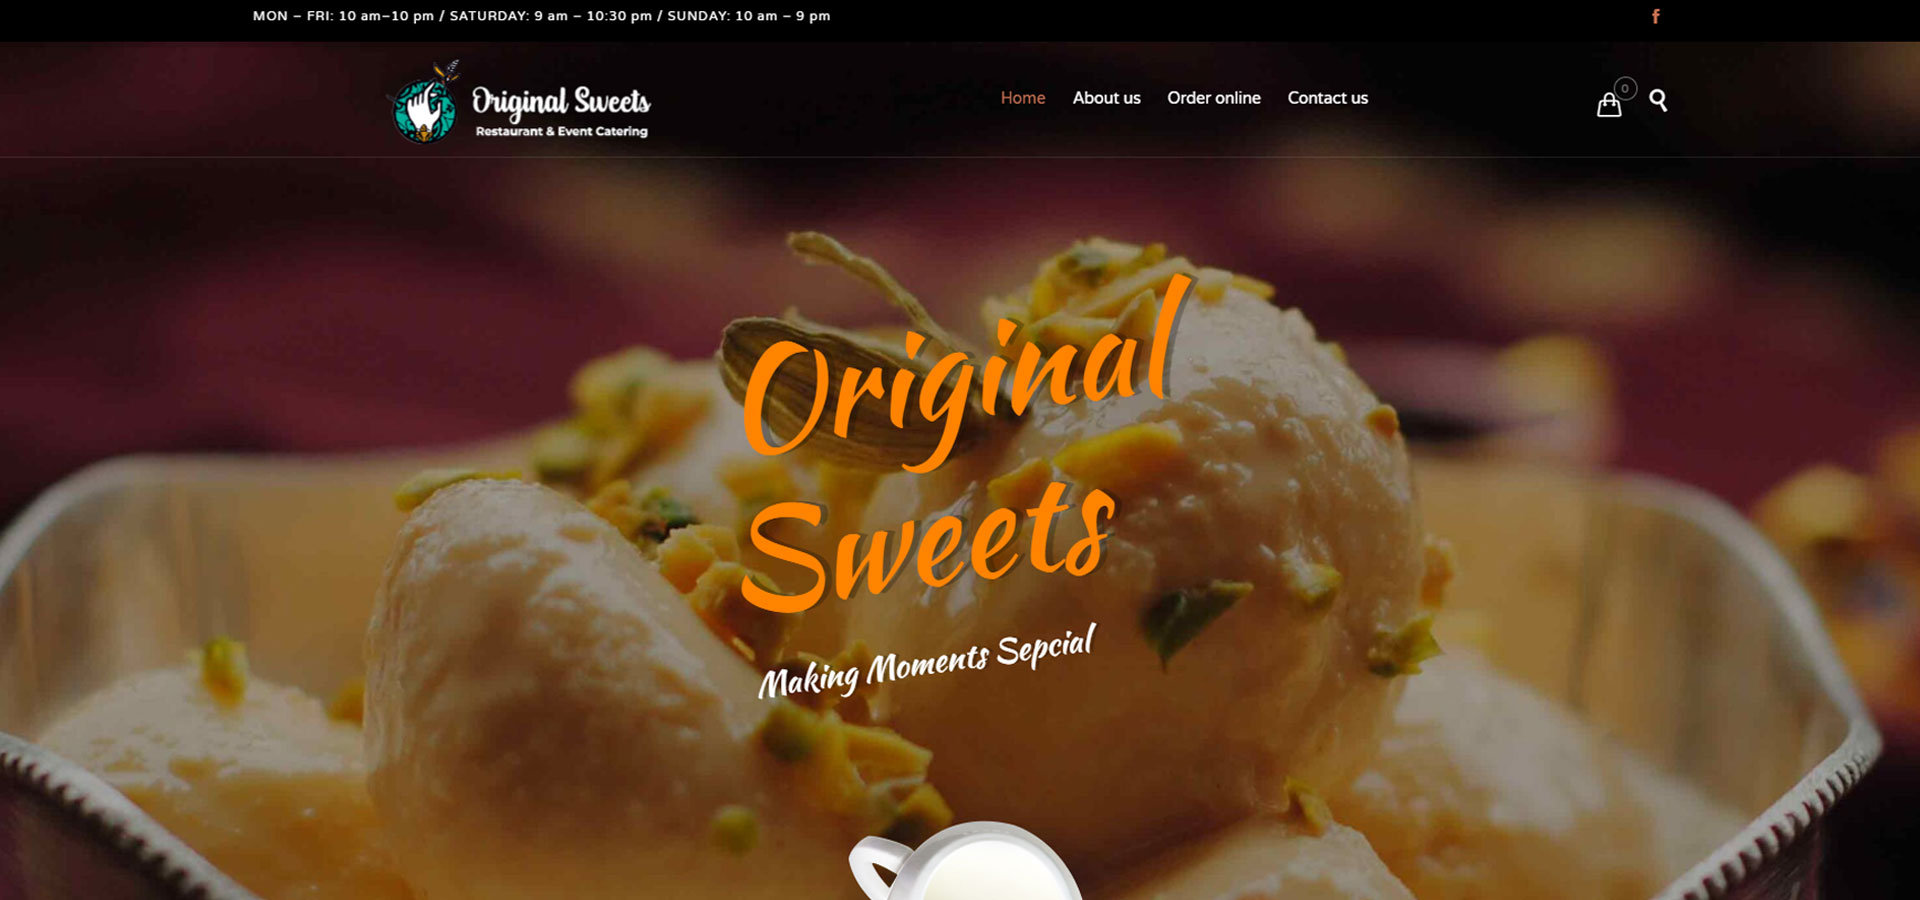 MON – FRI: 10 am–10 pm / SATURDAY: 9 am – 10:30 pm / SUNDAY: 10 am – 9 pm
f
Original Sweets
Restaurant & Event Catering
Home About us Order online Contact us
0
Original
Sweets
Making Moments Sepcial